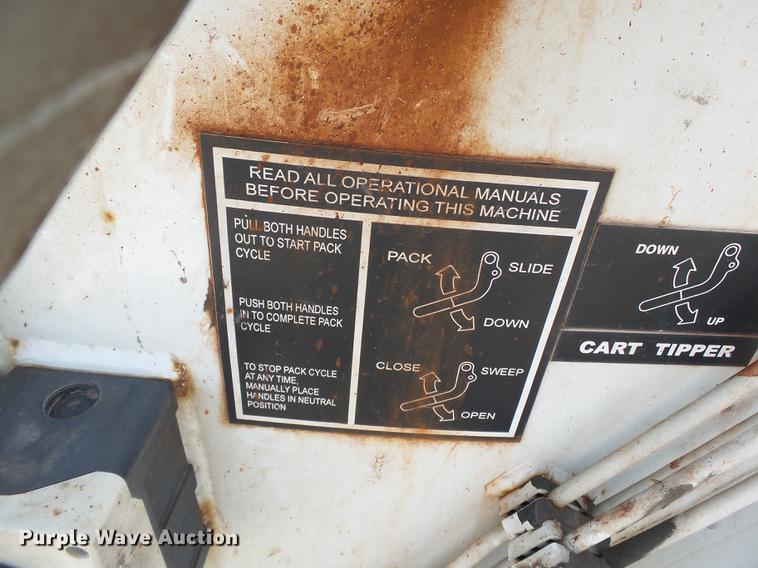 READ ALL OPERATIONAL MANUALS
BEFORE OPERATING THIS MACHINE
PULL BOTH HANDLES
OUT TO START PACK
CYCLE
PUSH BOTH HANDLES
IN TO COMPLETE PACK
CYCLE
TO STOP PACK CYCLE
AT ANY TIME,
MANUALLY PLACE
HANDLES IN NEUTRAL
POSITION
PACK
SLIDE
DOWN
CLOSE
SWEEP
OPEN
DOWN
UP
CART TIPPER
Purple Wave Auction